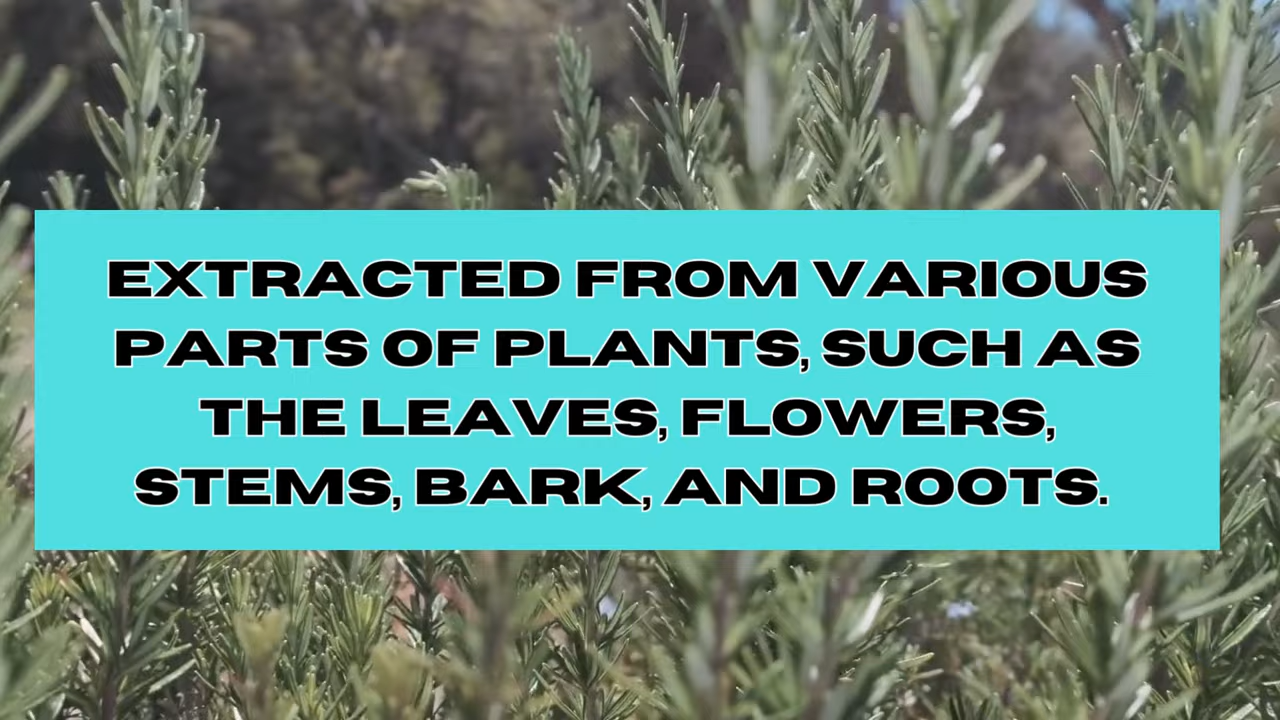 EXTRACTED FROM VARIOUS
PARTS OF PLANTS, SUCH AS
THE LEAVES, FLOWERS,
STEMS, BARK, AND ROOTS.